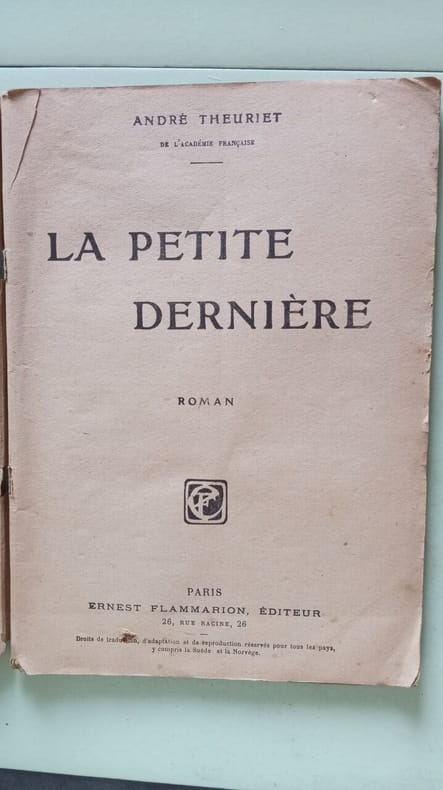 ANDRÉ THEURIET
DE L'ACADÉMIE FRANÇAISE
LA PETITE
DERNIÈRE
ROMAN
PARIS
ERNEST FLAMMARION, ÉDITEUR
26, RUE RACINE, 26
Droits de traduction, d'adaptation et de reproduction réservés pour tous les pays,
y compris la Suède et la Norvège.